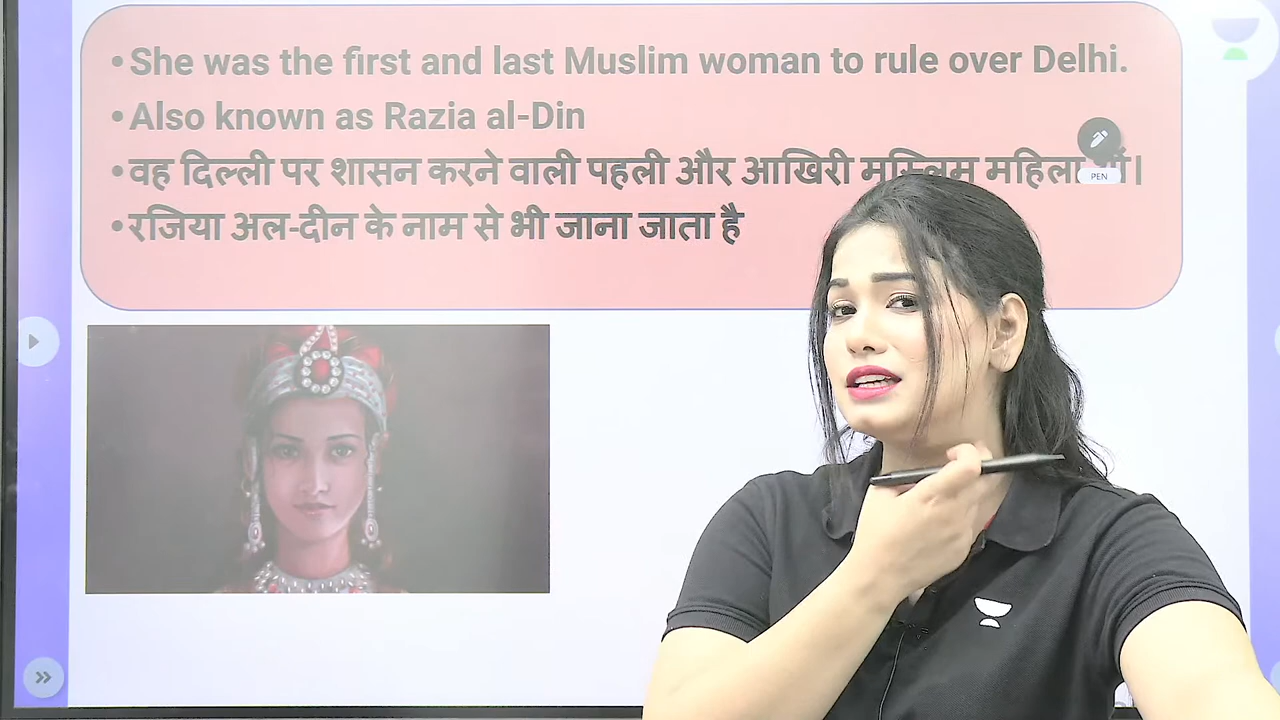 • She was the first and last Muslim woman to rule over Delhi.
• Also known as Razia al-Din
• वह दिल्ली पर शासन करने वाली पहली और आखिरी मुस्लिम महिला
PEN
• रजिया अल-दीन के नाम से भी जाना जाता है